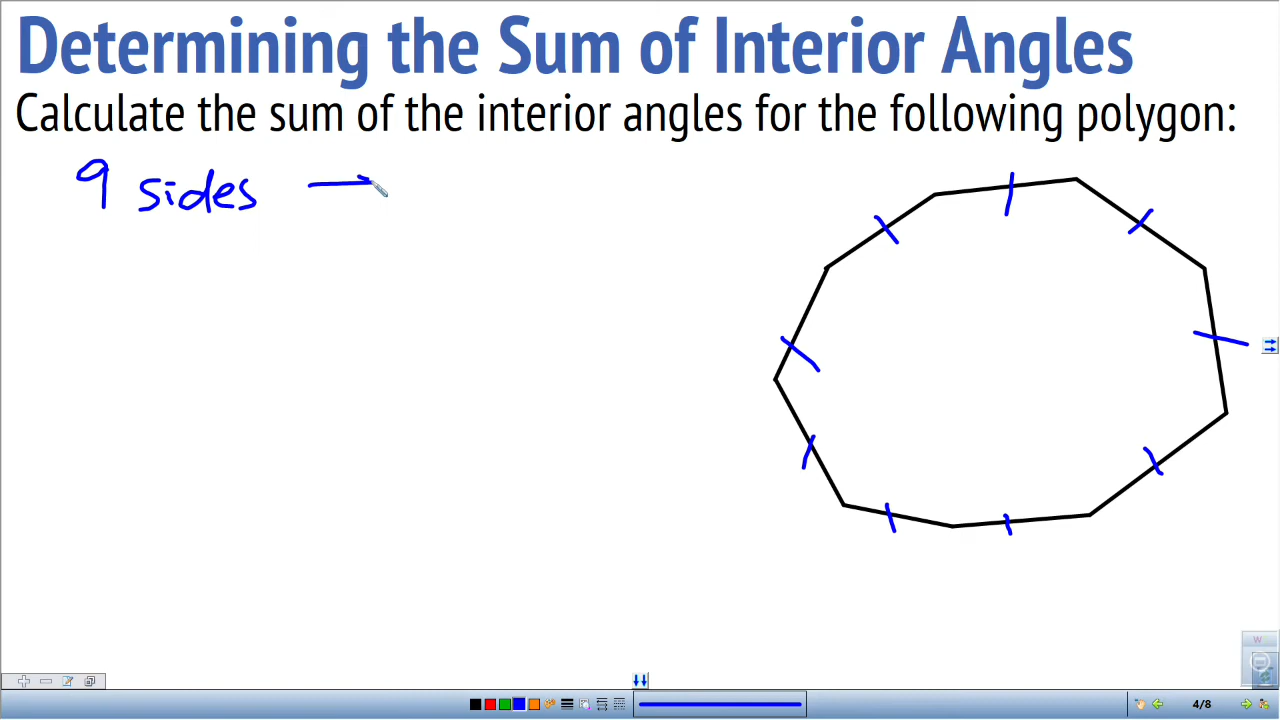 Determining the Sum of Interior Angles
Calculate the sum of the interior angles for the following polygon:
9 sides →
4/8